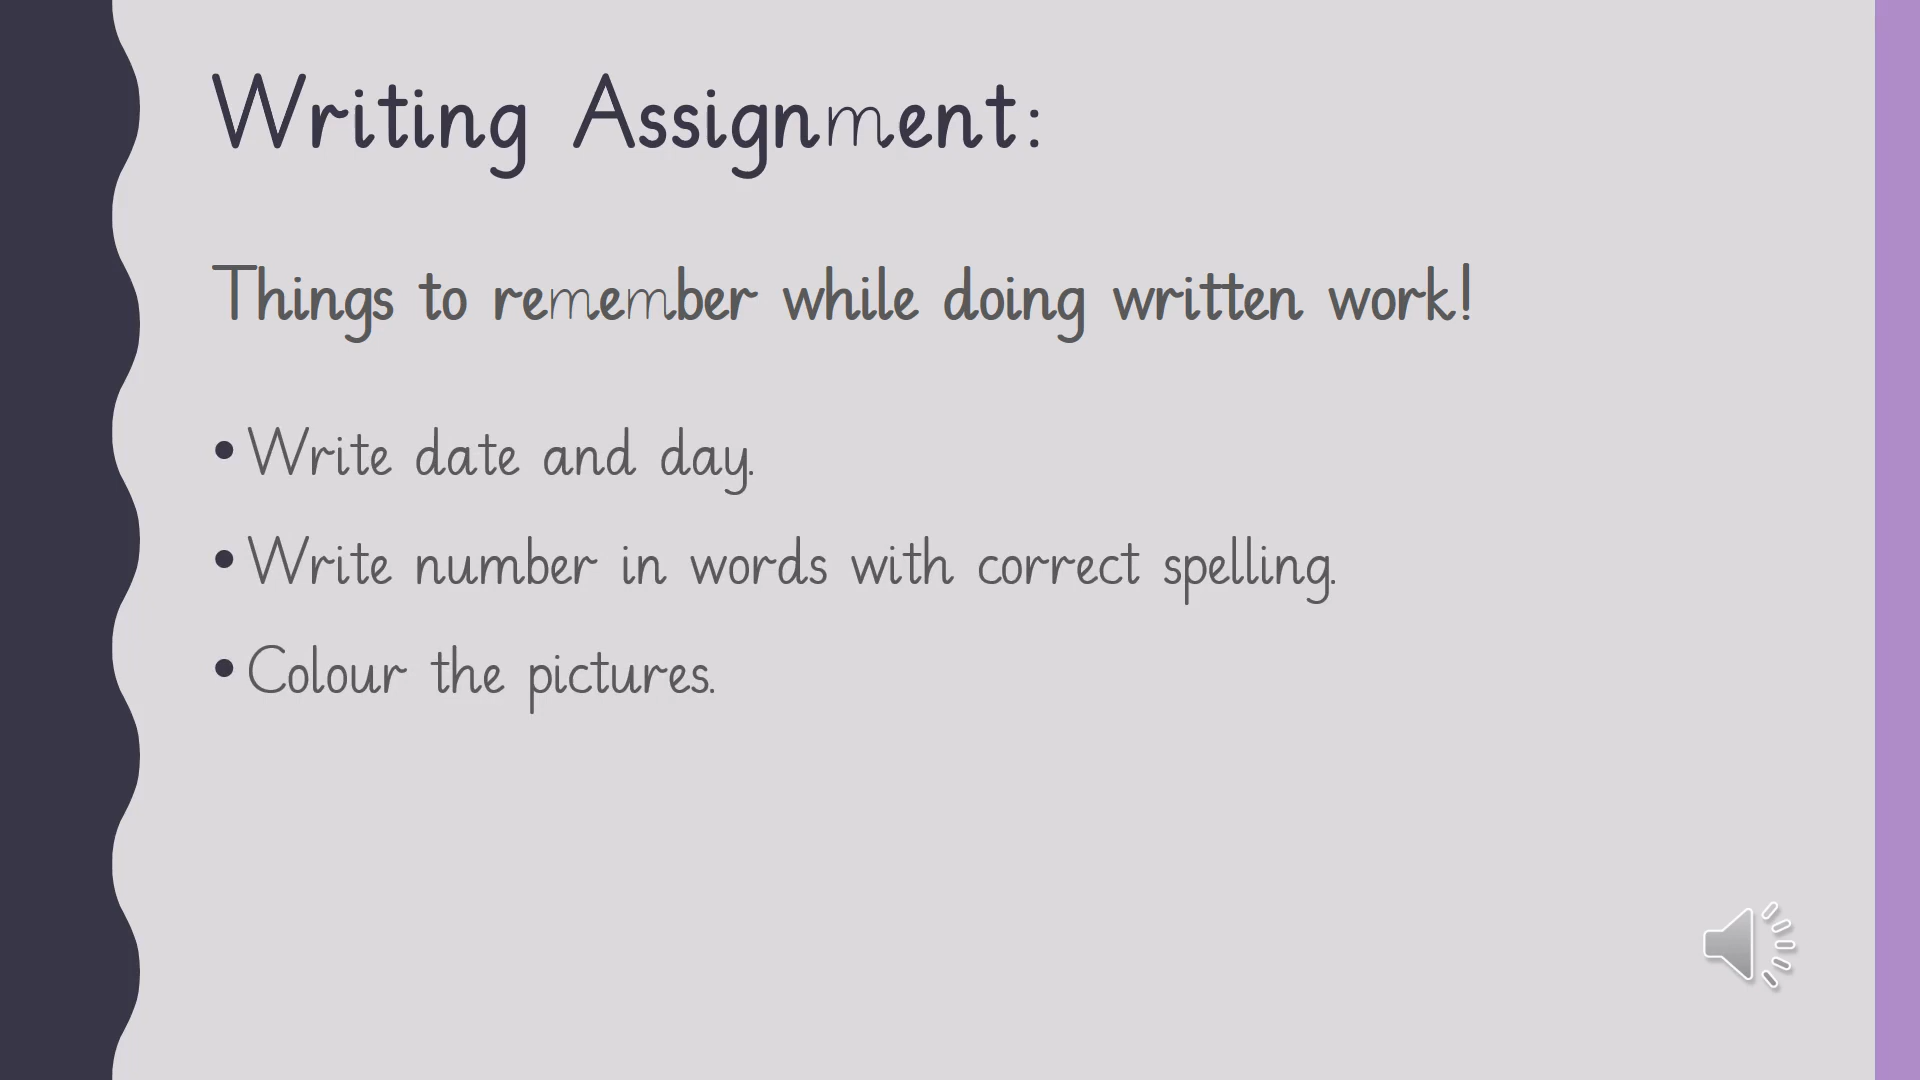 Writing Assignment:
Things to remember while doing written work!
• Write date and day.
• Write number in words with correct spelling.
• Colour the pictures.